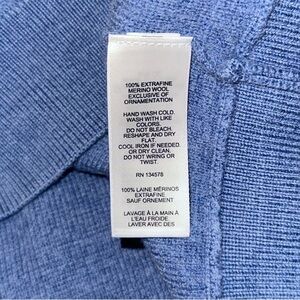 100% EXTRAFINE
MERINO WOOL
EXCLUSIVE OF
ORNAMENTATION
HAND WASH COLD.
WASH WITH LIKE
COLORS.
DO NOT BLEACH.
RESHAPE AND DRY
FLAT.
COOL IRON IF NEEDED.
OR DRY CLEAN.
DO NOT WRING OR
TWIST.
RN 134578
100% LAINE MÉRINOS
EXTRAFINE
SAUF ORNEMENT
LAVAGE À LA MAIN À
L'EAU FROIDE
LAVER AVEC DES